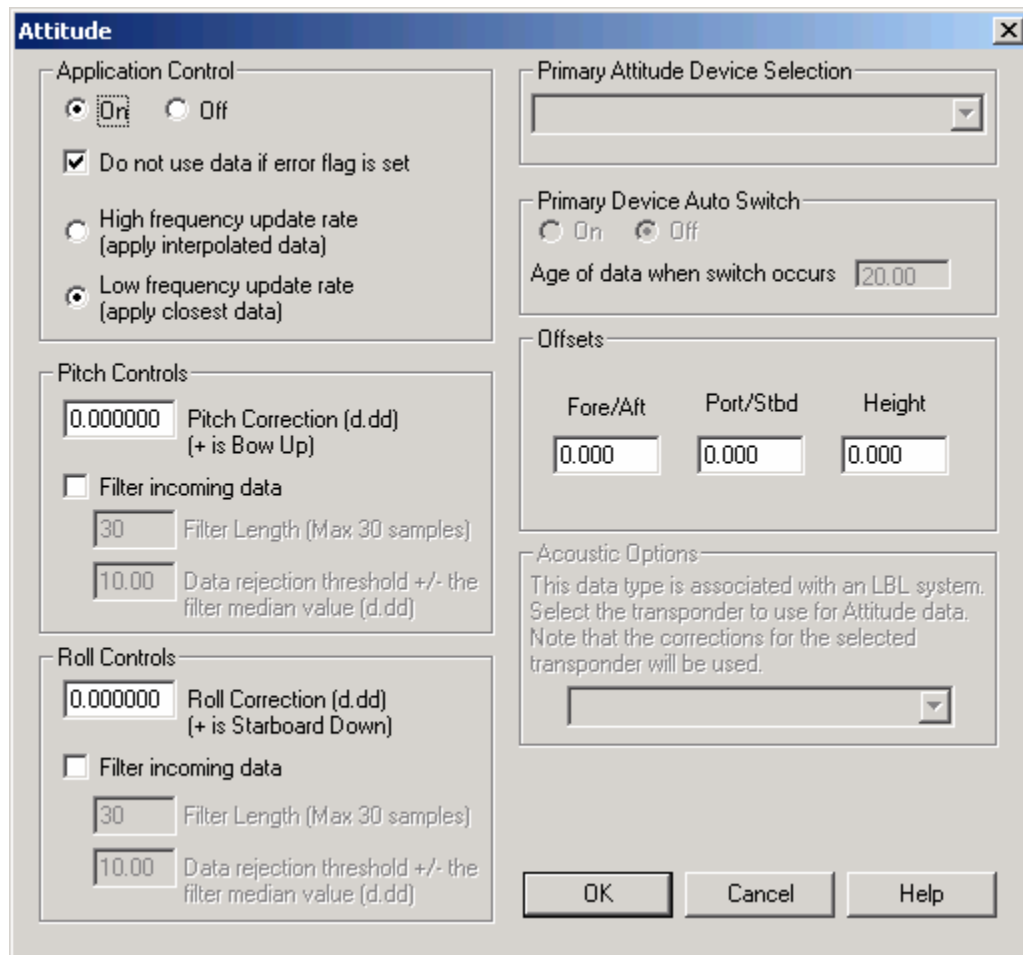 Attitude
Application Control
On Off
Do not use data if error flag is set
High frequency update rate
(apply interpolated data)
Low frequency update rate
(apply closest data)
Pitch Controls
0.000000 Pitch Correction (d.dd)
(+ is Bow Up)
Filter incoming data
30 Filter Length (Max 30 samples)
10.00 Data rejection threshold +/- the
filter median value (d.dd)
Roll Controls
0.000000 Roll Correction (d.dd)
(+ is Starboard Down)
Filter incoming data
30 Filter Length (Max 30 samples)
10.00 Data rejection threshold +/- the
filter median value (d.dd)
Primary Attitude Device Selection
Primary Device Auto Switch
On Off
Age of data when switch occurs 20.00
Offsets
Fore/Aft Port/Stbd Height
0.000 0.000 0.000
Acoustic Options
This data type is associated with an LBL system.
Select the transponder to use for Attitude data.
Note that the corrections for the selected
transponder will be used.
OK Cancel Help